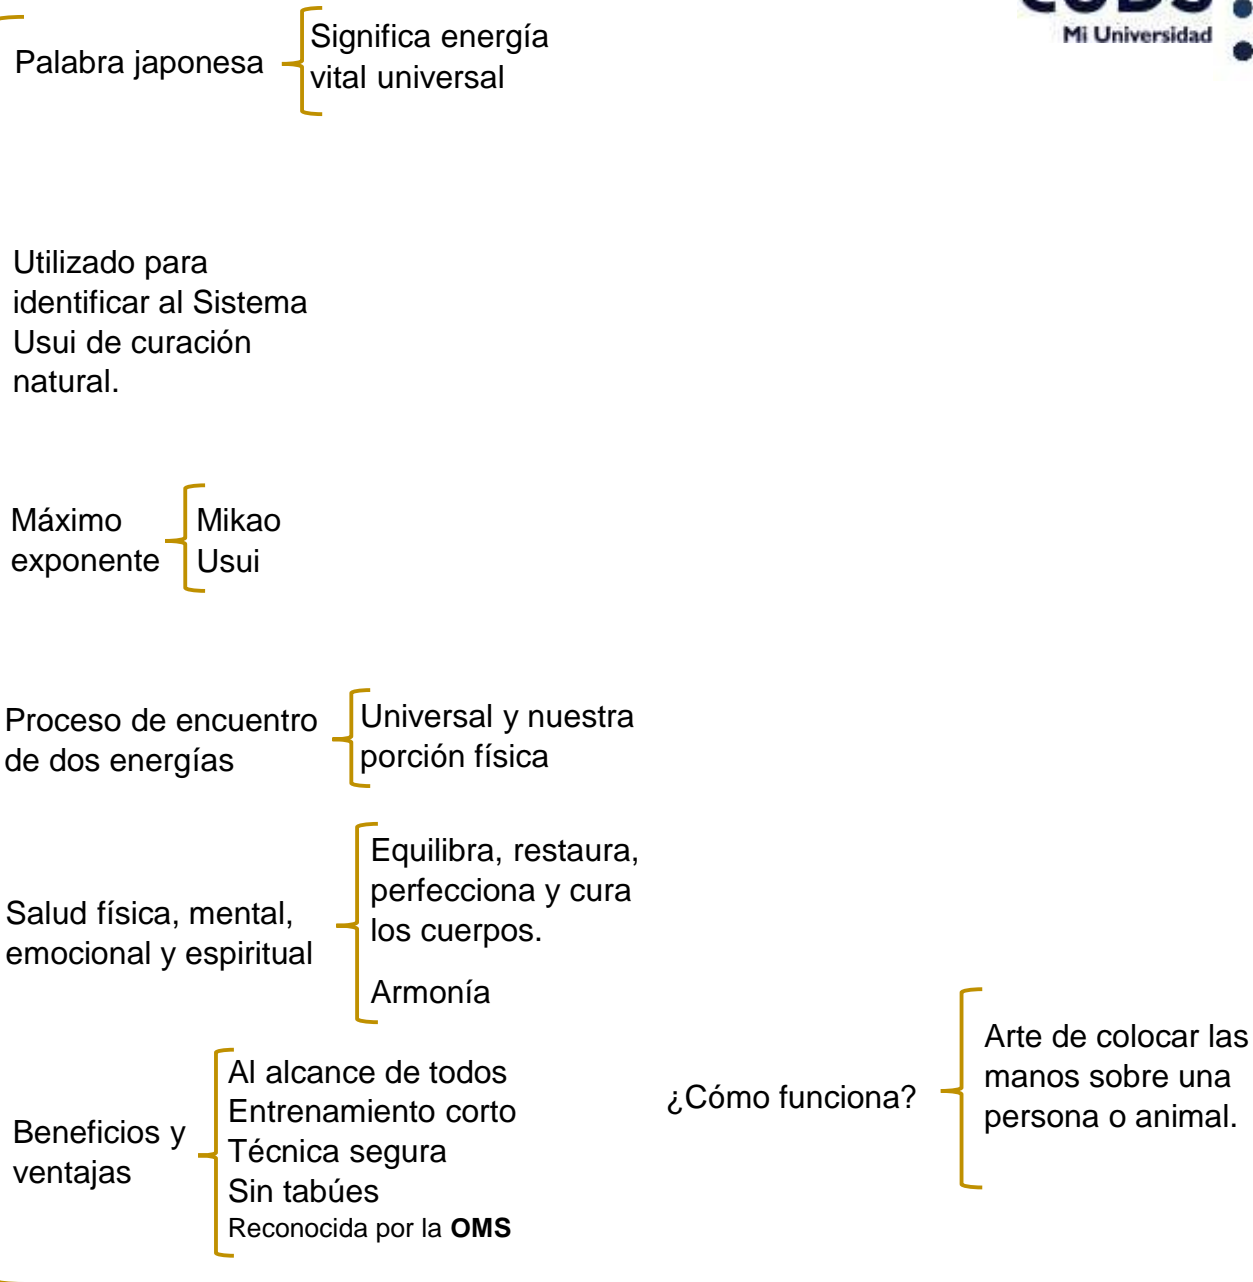 Mi Universidad
Palabra japonesa
Significa energía
vital universal
Utilizado para
identificar al Sistema
Usui de curación
natural.
Máximo
exponente
Mikao
Usui
Proceso de encuentro
de dos energías
Universal y nuestra
porción física
Salud física, mental,
emocional y espiritual
Equilibra, restaura,
perfecciona y cura
los cuerpos.
Armonía
Beneficios y
ventajas
Al alcance de todos
Entrenamiento corto
Técnica segura
Sin tabúes
Reconocida por la OMS
¿Cómo funciona?
Arte de colocar las
manos sobre una
persona o animal.